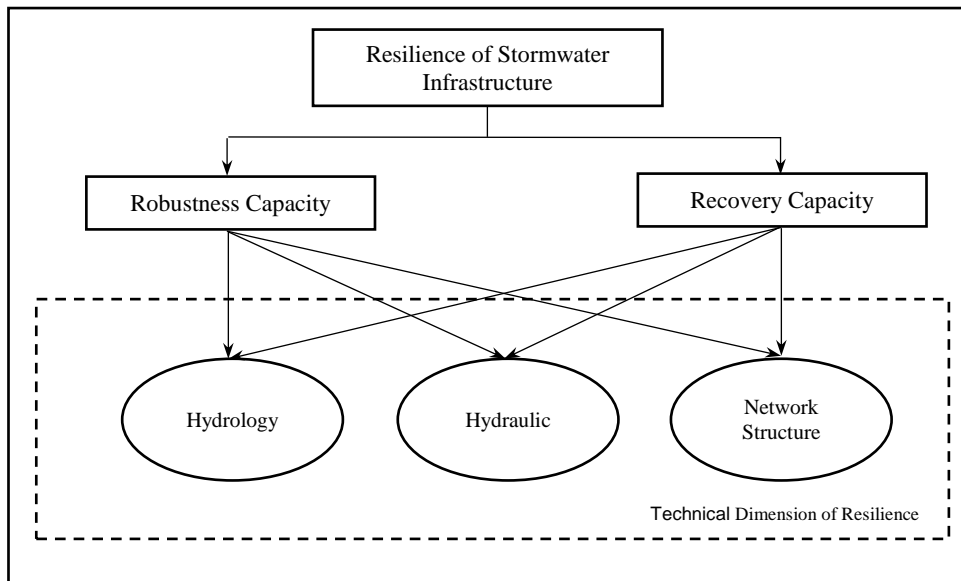 Resilience of Stormwater
Infrastructure
Robustness Capacity
Recovery Capacity
Hydrology
Hydraulic
Network
Structure
Technical Dimension of Resilience